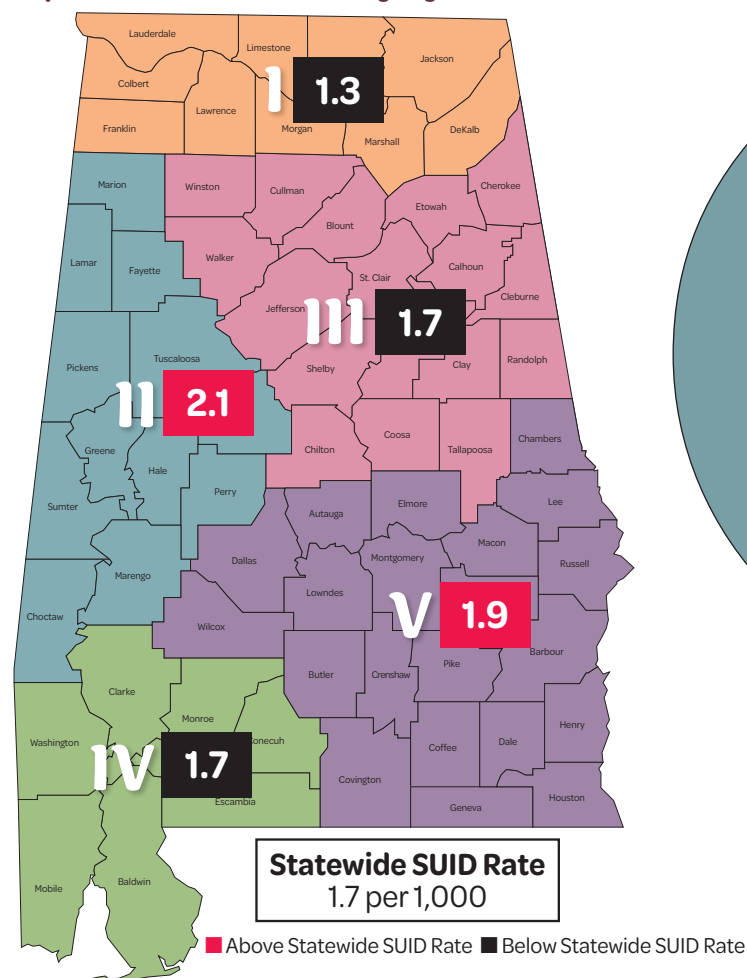 Lauderdale
Limestone
Jackson
Colbert
I 1.3
Lawrence
Franklin
Morgan
Marshall
DeKalb
Marion
Winston
Cullman
Cherokee
Etowah
Blount
Walker
Lamar
Fayette
St. Clair
Calhoun
Cleburne
Jefferson
III 1.7
Tuscaloosa
Pickens
Shelby
Clay
Randolph
II 2.1
Coosa
Chambers
Greene
Chilton
Tallapoosa
Hale
Perry
Sumter
Autauga
Elmore
Lee
Dallas
Montgomery
Macon
Russell
Marengo
Lowndes
Choctaw
Wilcox
V 1.9
Barbour
Butler
Crenshaw
Pike
Clarke
Monroe
Henry
Washington
onecuh
Coffee
Dale
IV 1.7
Covington
Escambia
Geneva
Houston
Mobile
Baldwin
Statewide SUID Rate
1.7 per 1,000
Above Statewide SUID Rate Below Statewide SUID Rate